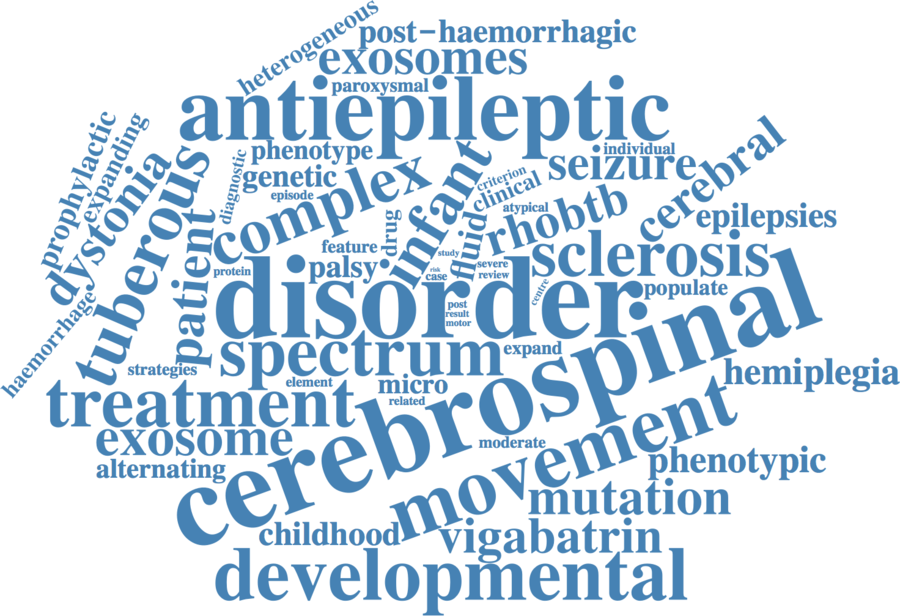 heterogeneous
post-haemorrhagic
exosomes
paroxysmal
antiepileptic
prophylactic
expanding
dystonia
tuberous
diagnostic
phenotype
genetic
episode
complex
infant
individual
seizure
criterion
clinical
cerebral
atypical
rhobtb
epilepsies
patient
drug
fluid
feature
study
protein
palsy
risk
case
severe
review
sclerosis
haemorrhage
disorder
post
result
motor
centre
populate
strategies
spectrum
expand
cerebrospinal
element
micro
related
hemiplegia
treatment
exosome
moderate
movement
alternating
phenotypic
mutation
childhood
vigabatrin
developmental